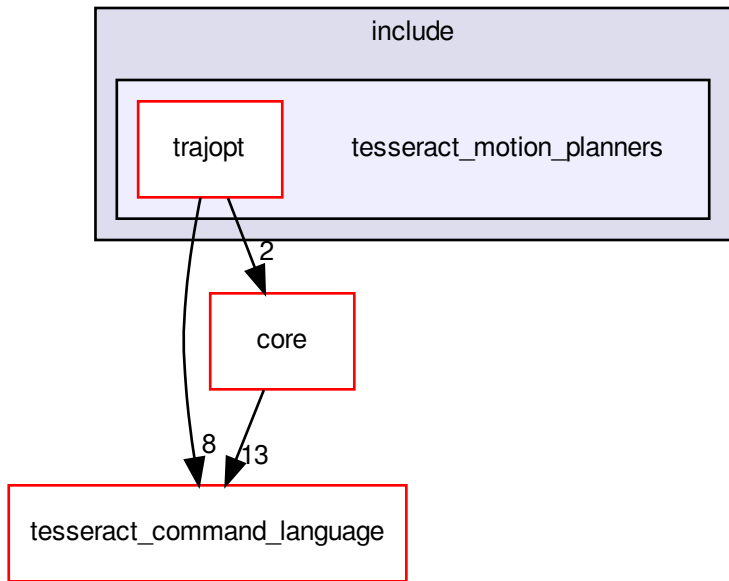 include
trajopt
tesseract_motion_planners
2
core
8
13
tesseract_command_language